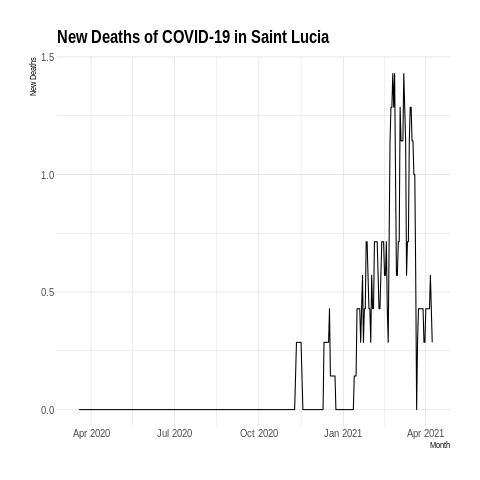 New Deaths of COVID-19 in Saint Lucia
New Deaths
1.5
1.0
0.5
0.0
Apr 2020 Jul 2020 Oct 2020 Jan 2021 Apr 2021
Month